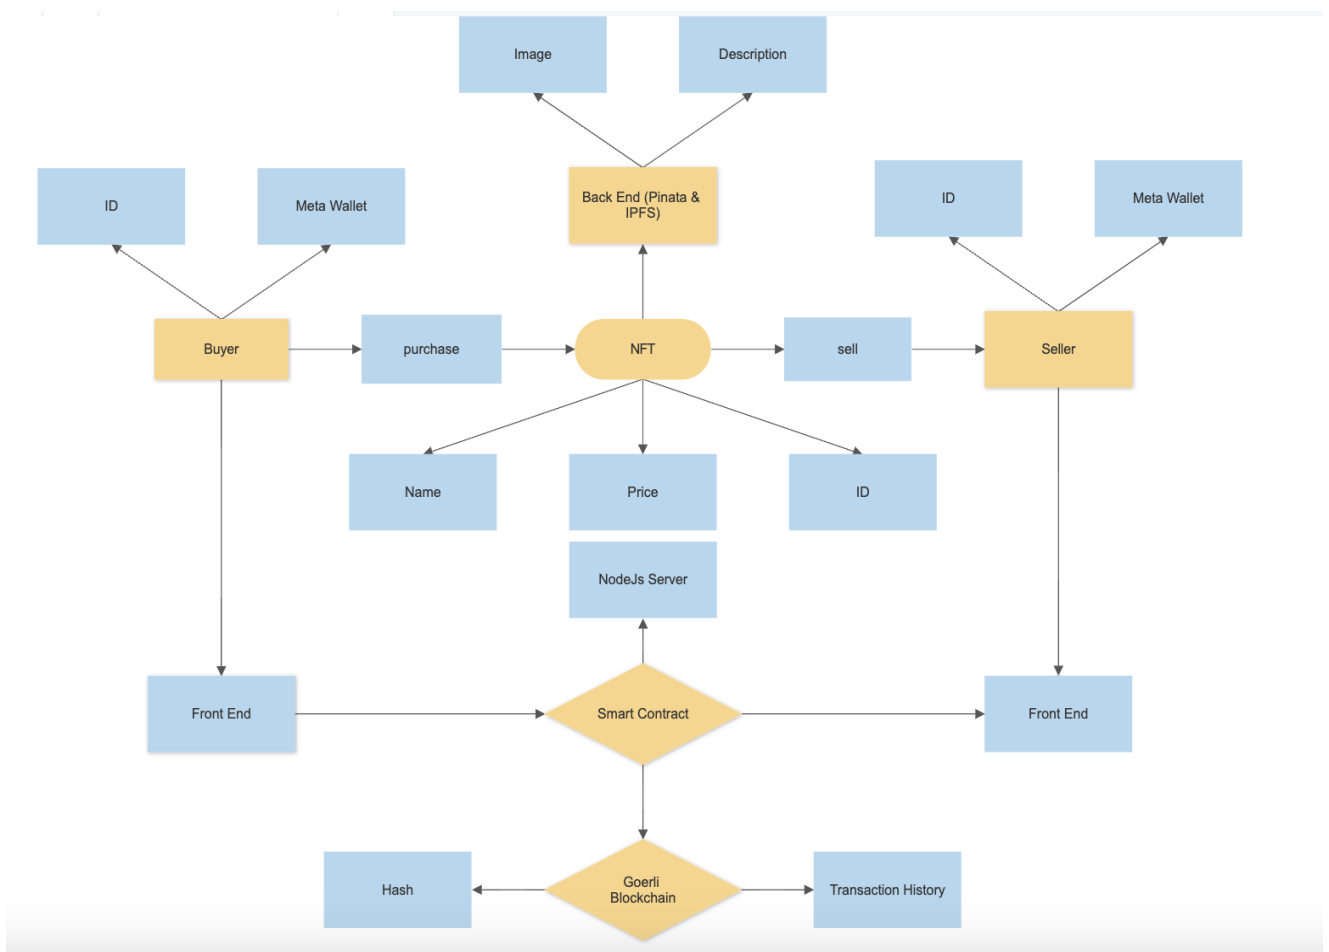 Image
Description
ID
Meta Wallet
Back End (Pinata &
IPFS)
ID
Meta Wallet
Buyer
purchase
NFT
sell
Seller
Name
Price
ID
NodeJs Server
Front End
Smart Contract
Front End
Hash
Goerli
Blockchain
Transaction History